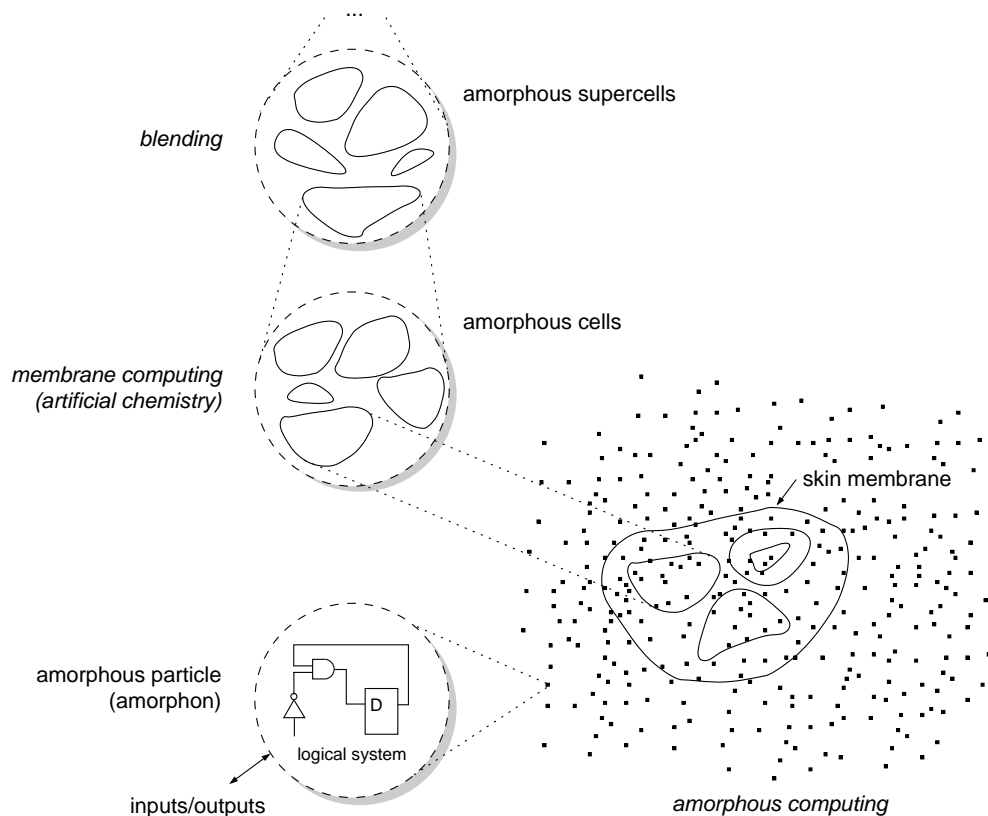 ...
amorphous supercells
blending
amorphous cells
membrane computing
(artificial chemistry)
skin membrane
amorphous particle
(amorphon)
D
logical system
inputs/outputs
amorphous computing